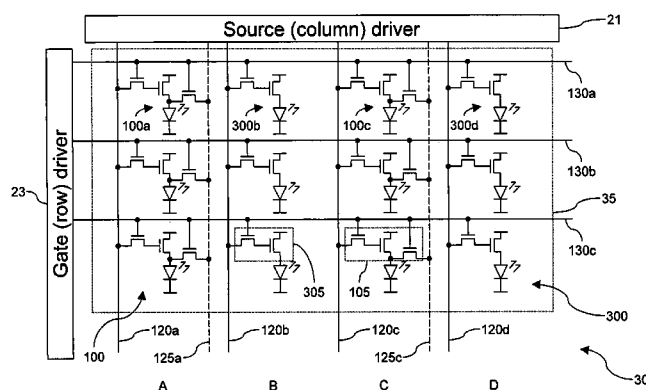 Source (column) driver
21
Gate (row) driver
23
100a
300b
100c
300d
130a
130b
35
130c
305
105
300
100
120a
125a
120b
120c
125c
120d
30
A
B
C
D